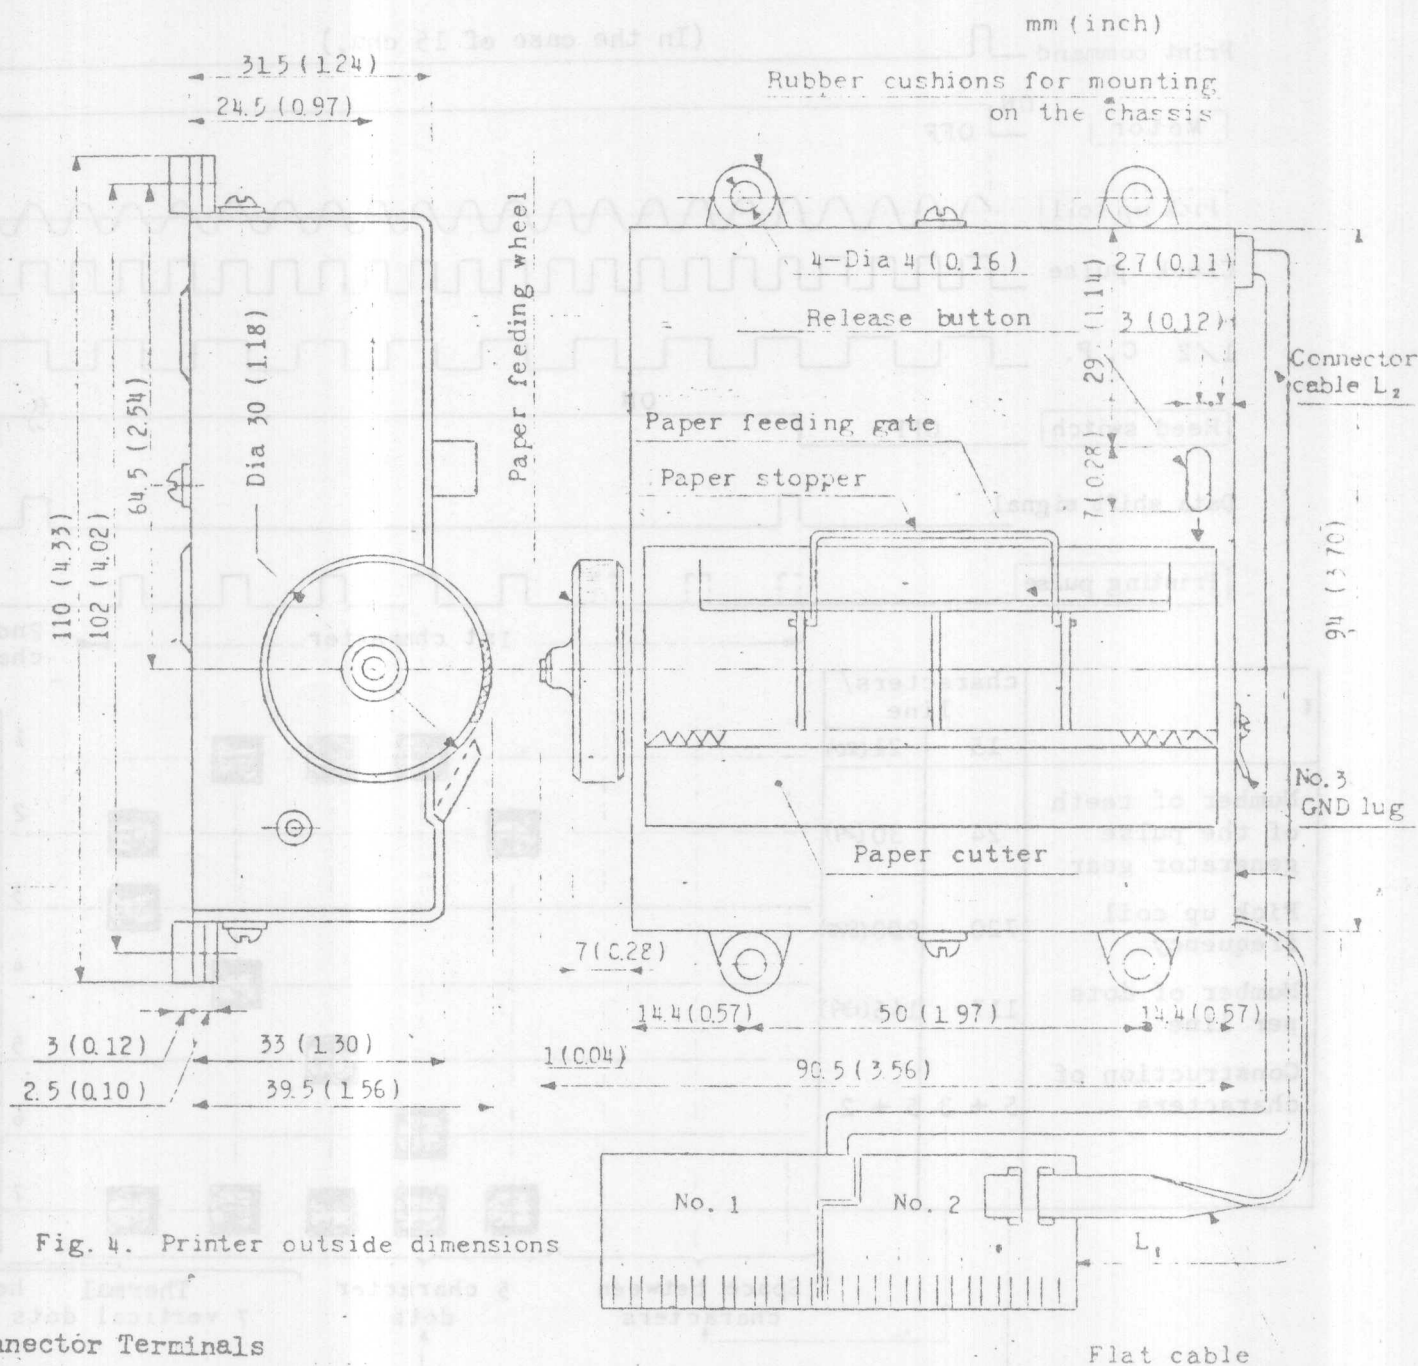 mm (inch)
31.5 (1.24)
24.5 (0.97)
Rubber cushions for mounting
on the chassis
Paper feeding wheel
4-Dia 4 (0.16)
2.7 (0.11)
Release button
3 (0.12)
29 (1.14)
7 (0.28)
Connector
cable L₂
Dia 30 (1.18)
64.5 (2.54)
110 (4.33)
102 (4.02)
Paper feeding gate
Paper stopper
94 (3.70)
No.3
GND lug
Paper cutter
7 (0.28)
14.4 (0.57)
50 (1.97)
14.4 (0.57)
3 (0.12)
33 (1.30)
1 (0.04)
90.5 (3.56)
2.5 (0.10)
39.5 (1.56)
No. 1
No. 2
L₁
Fig. 4. Printer outside dimensions
nnector Terminals
Flat cable